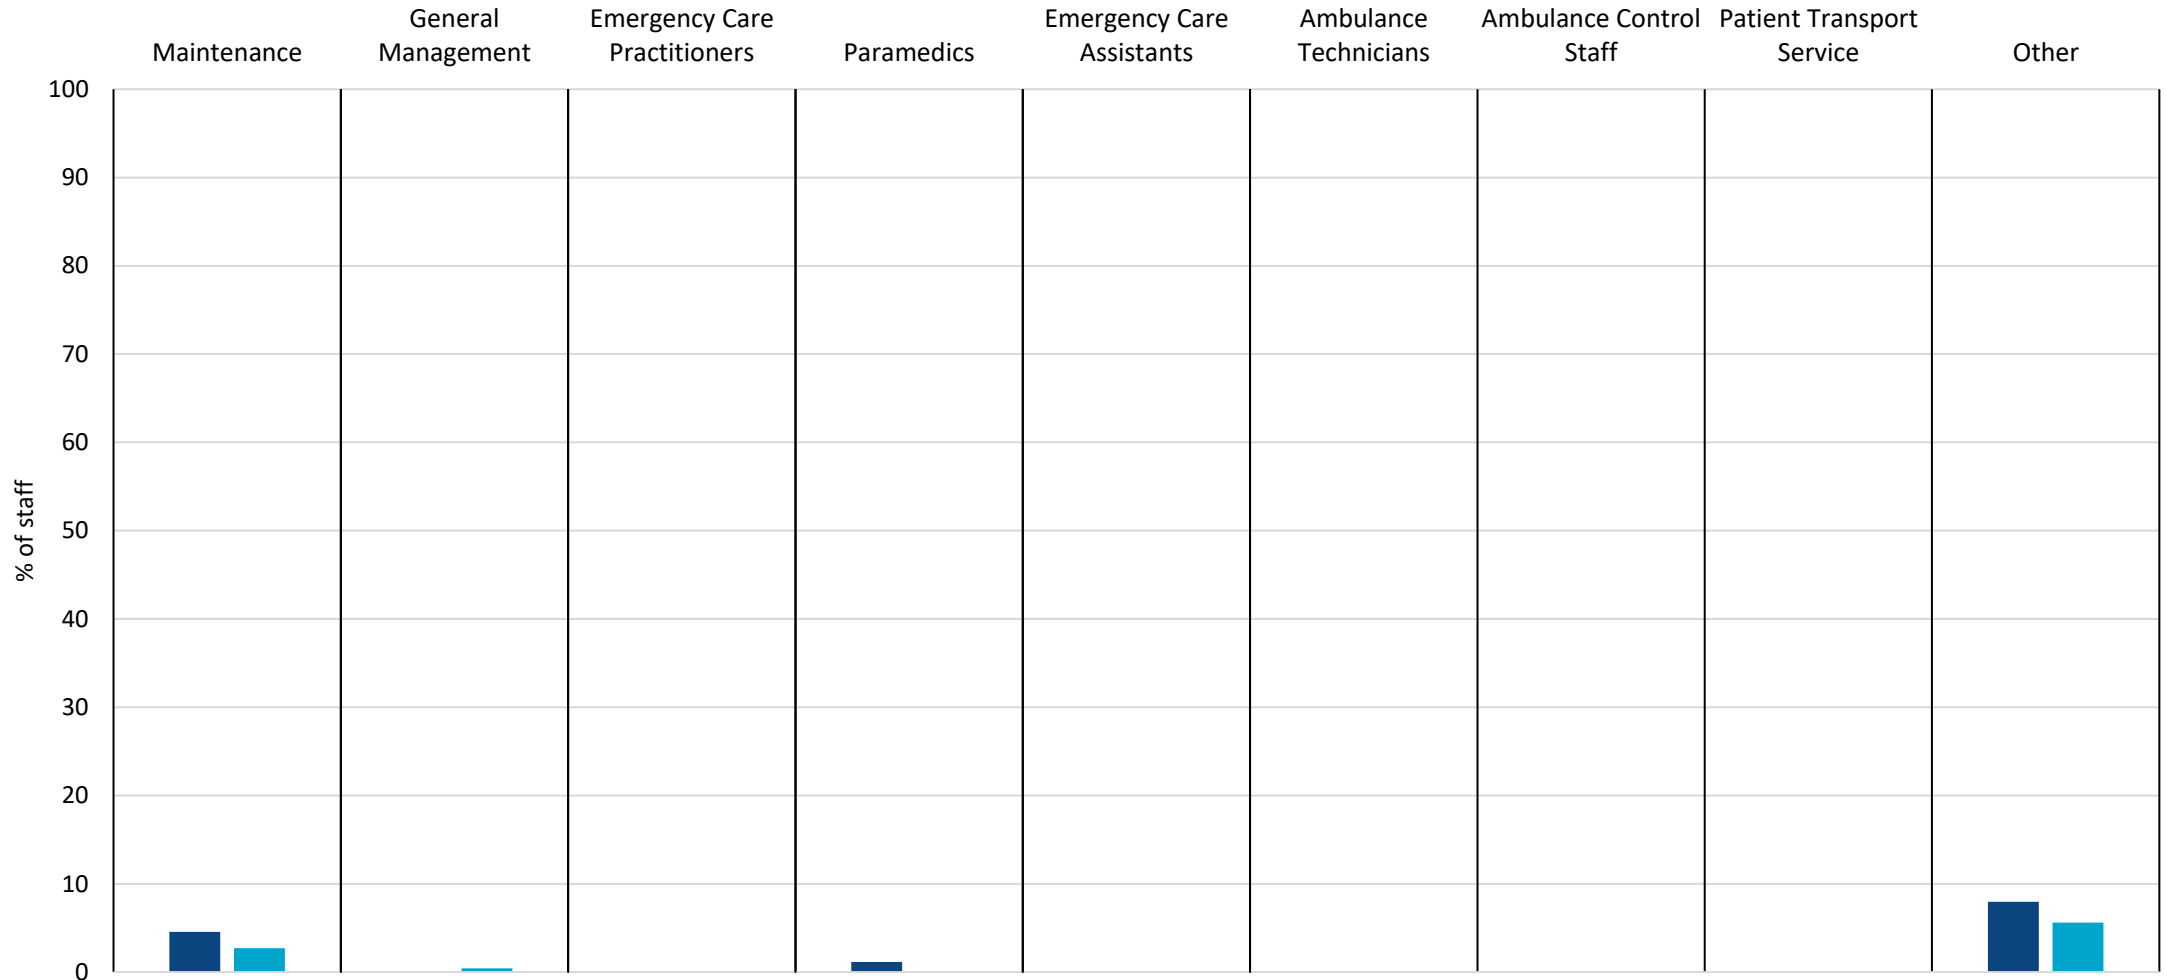 Maintenance
General
Management
Emergency Care
Practitioners
Paramedics
Emergency Care
Assistants
Ambulance
Technicians
Ambulance Control
Staff
Patient Transport
Service
Other
100
90
80
70
60
50
40
30
20
10
0
% of staff